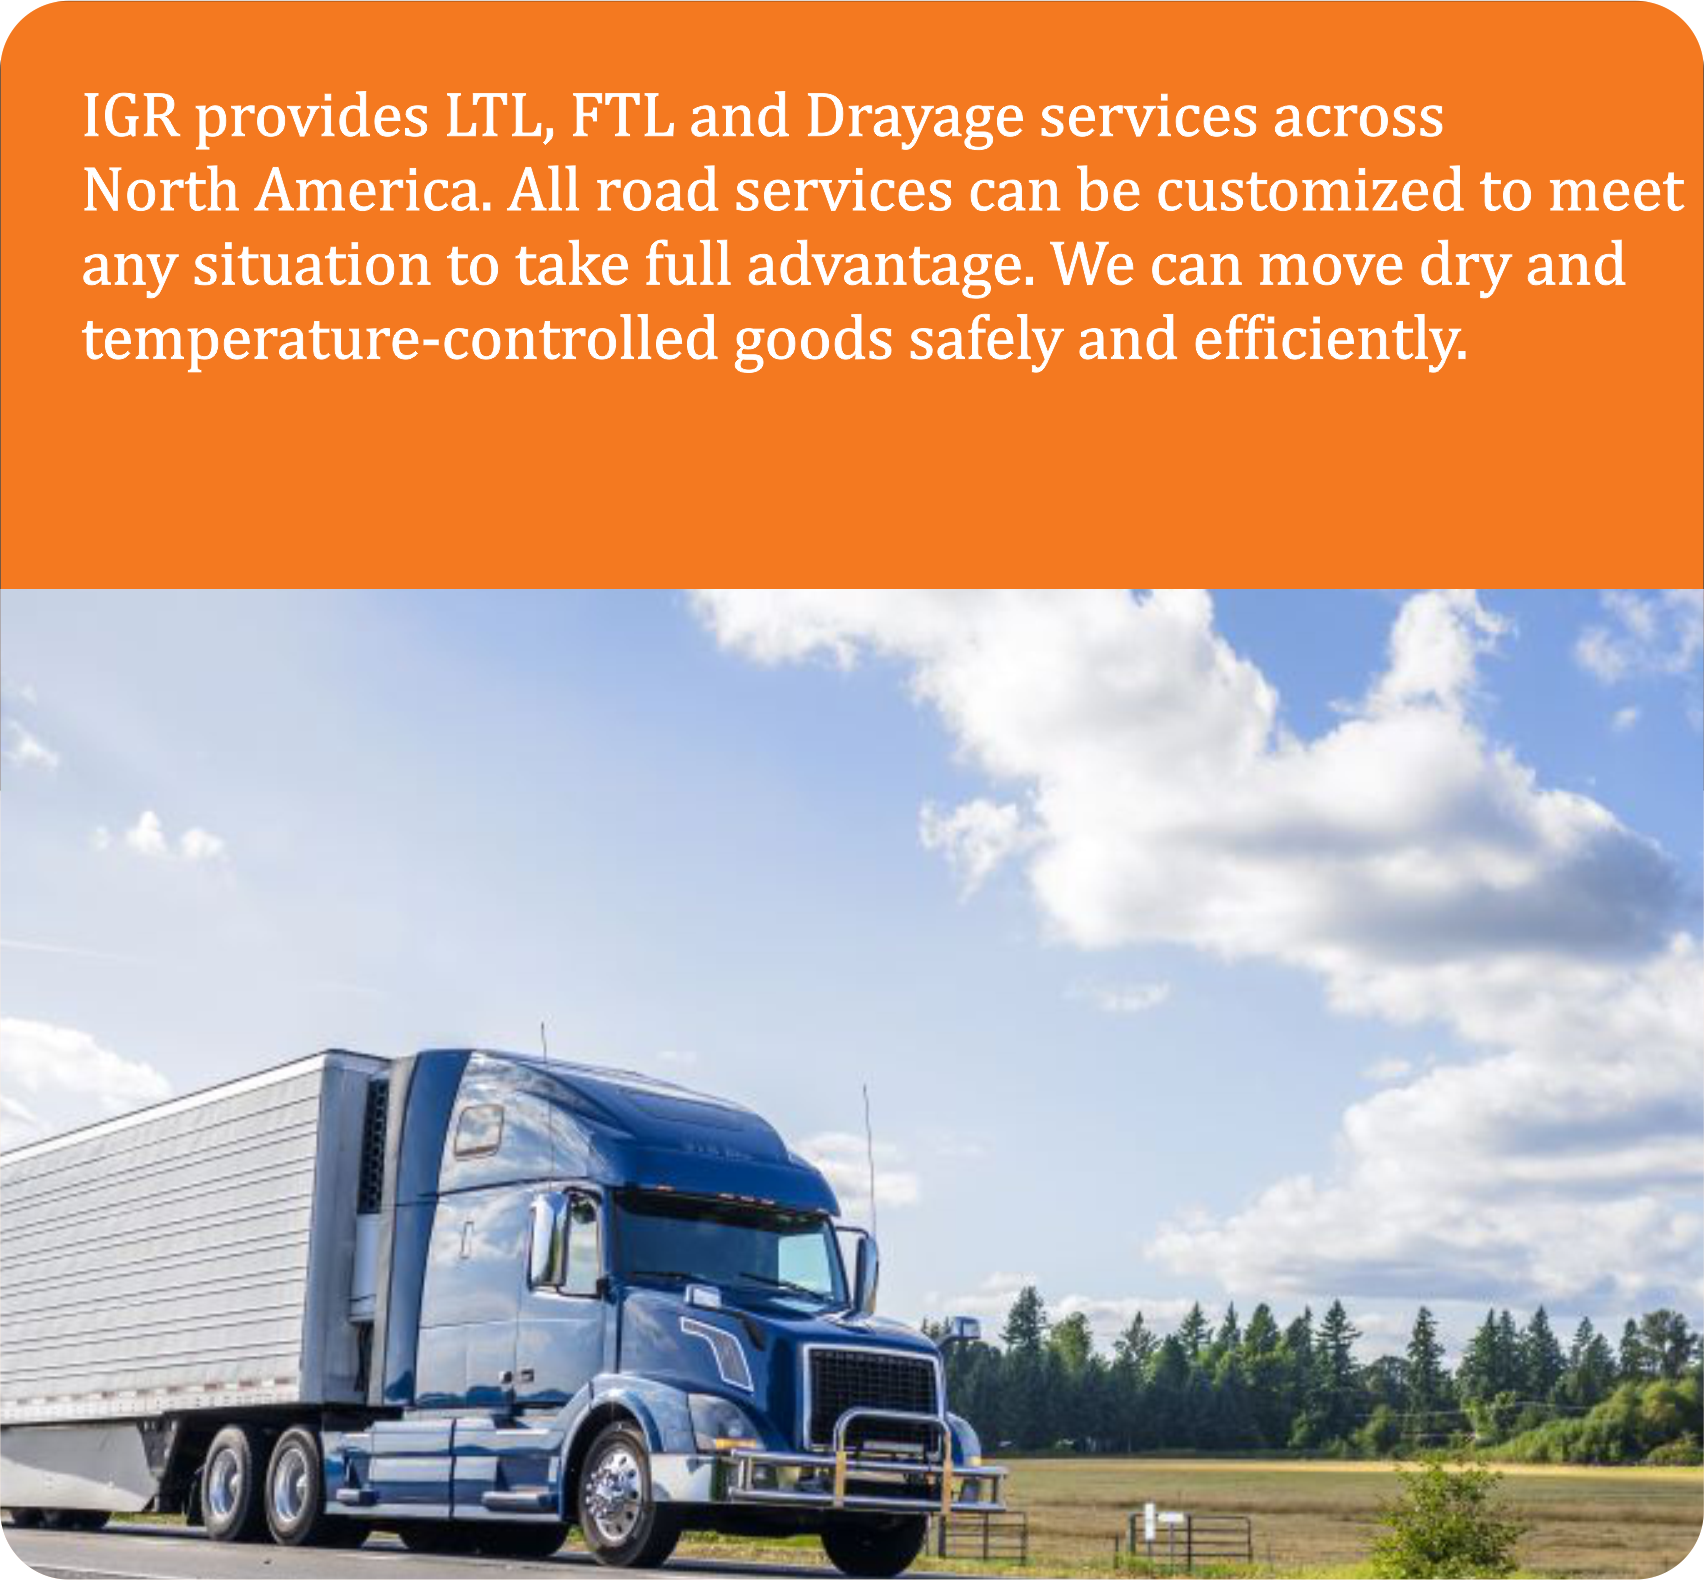 IGR provides LTL, FTL and Drayage services across
North America. All road services can be customized to meet
any situation to take full advantage. We can move dry and
temperature-controlled goods safely and efficiently.